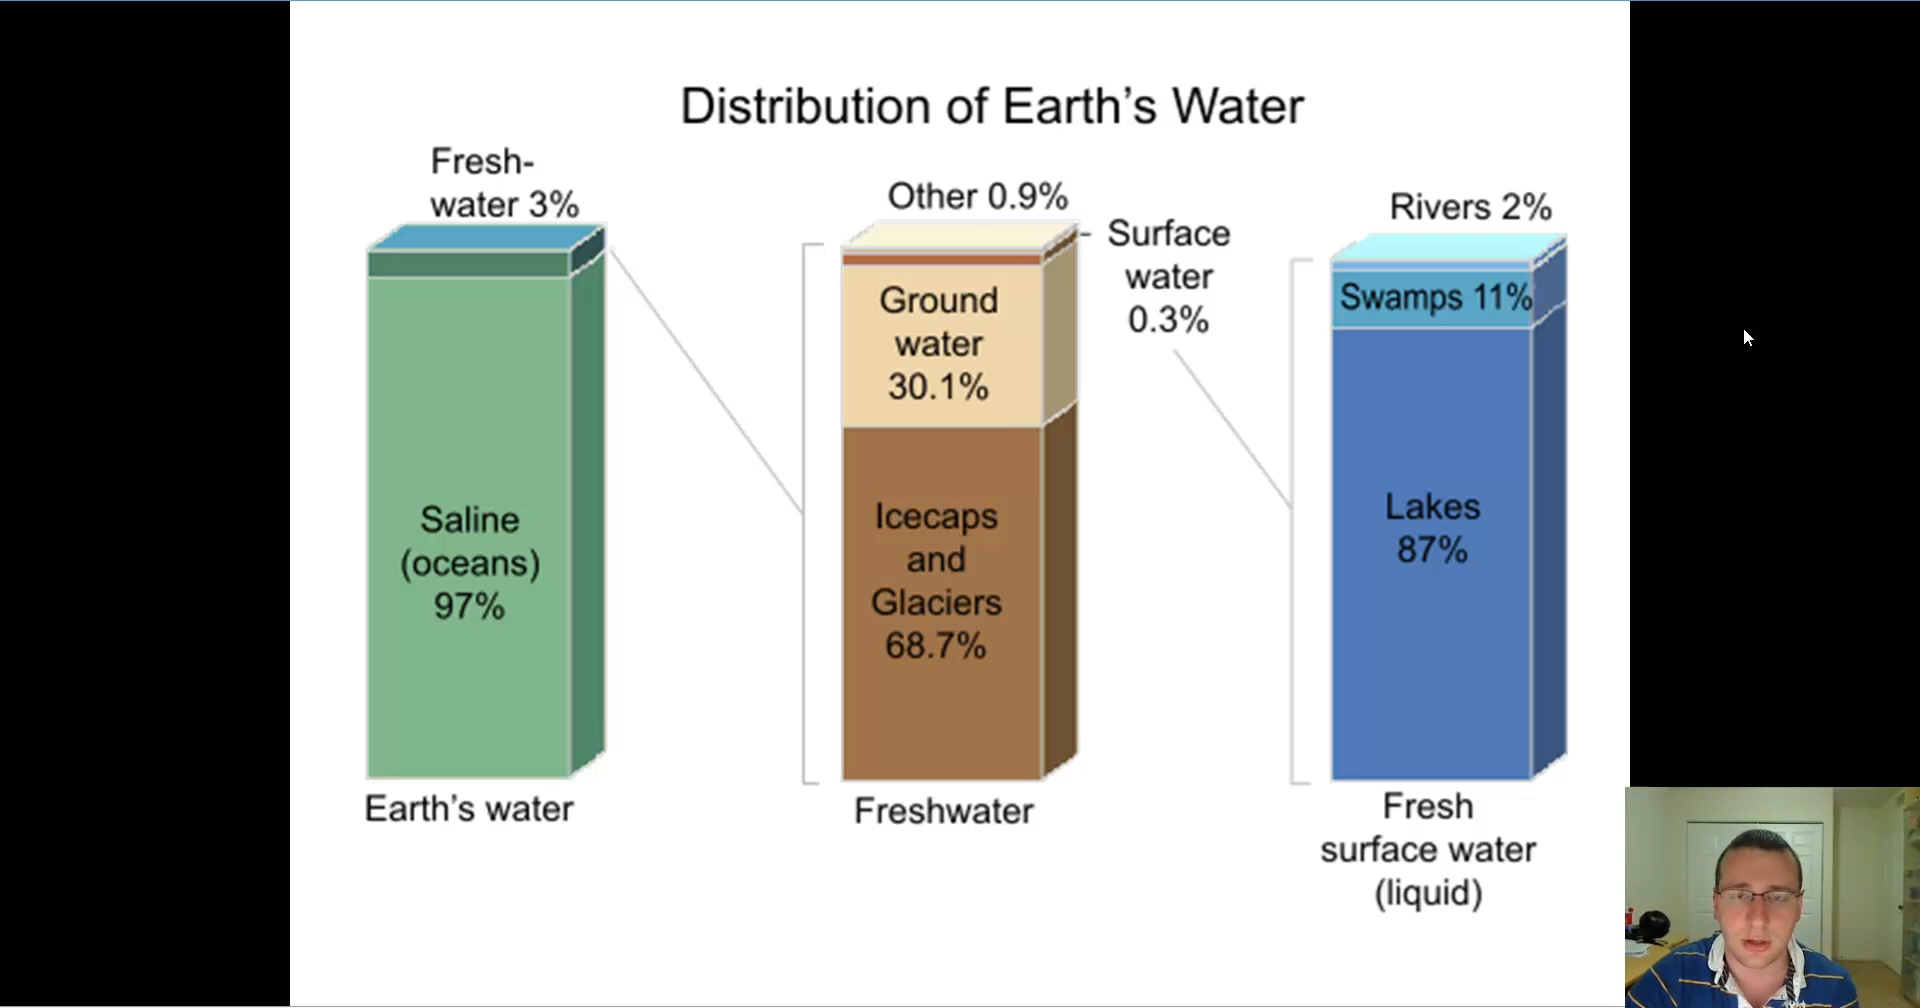 Distribution of Earth's Water
Fresh-
water 3%
Saline
(oceans)
97%
Earth's water
Other 0.9%
Surface
water
0.3%
Ground
water
30.1%
Icecaps
and
Glaciers
68.7%
Freshwater
Rivers 2%
Swamps 11%
Lakes
87%
Fresh
surface water
(liquid)